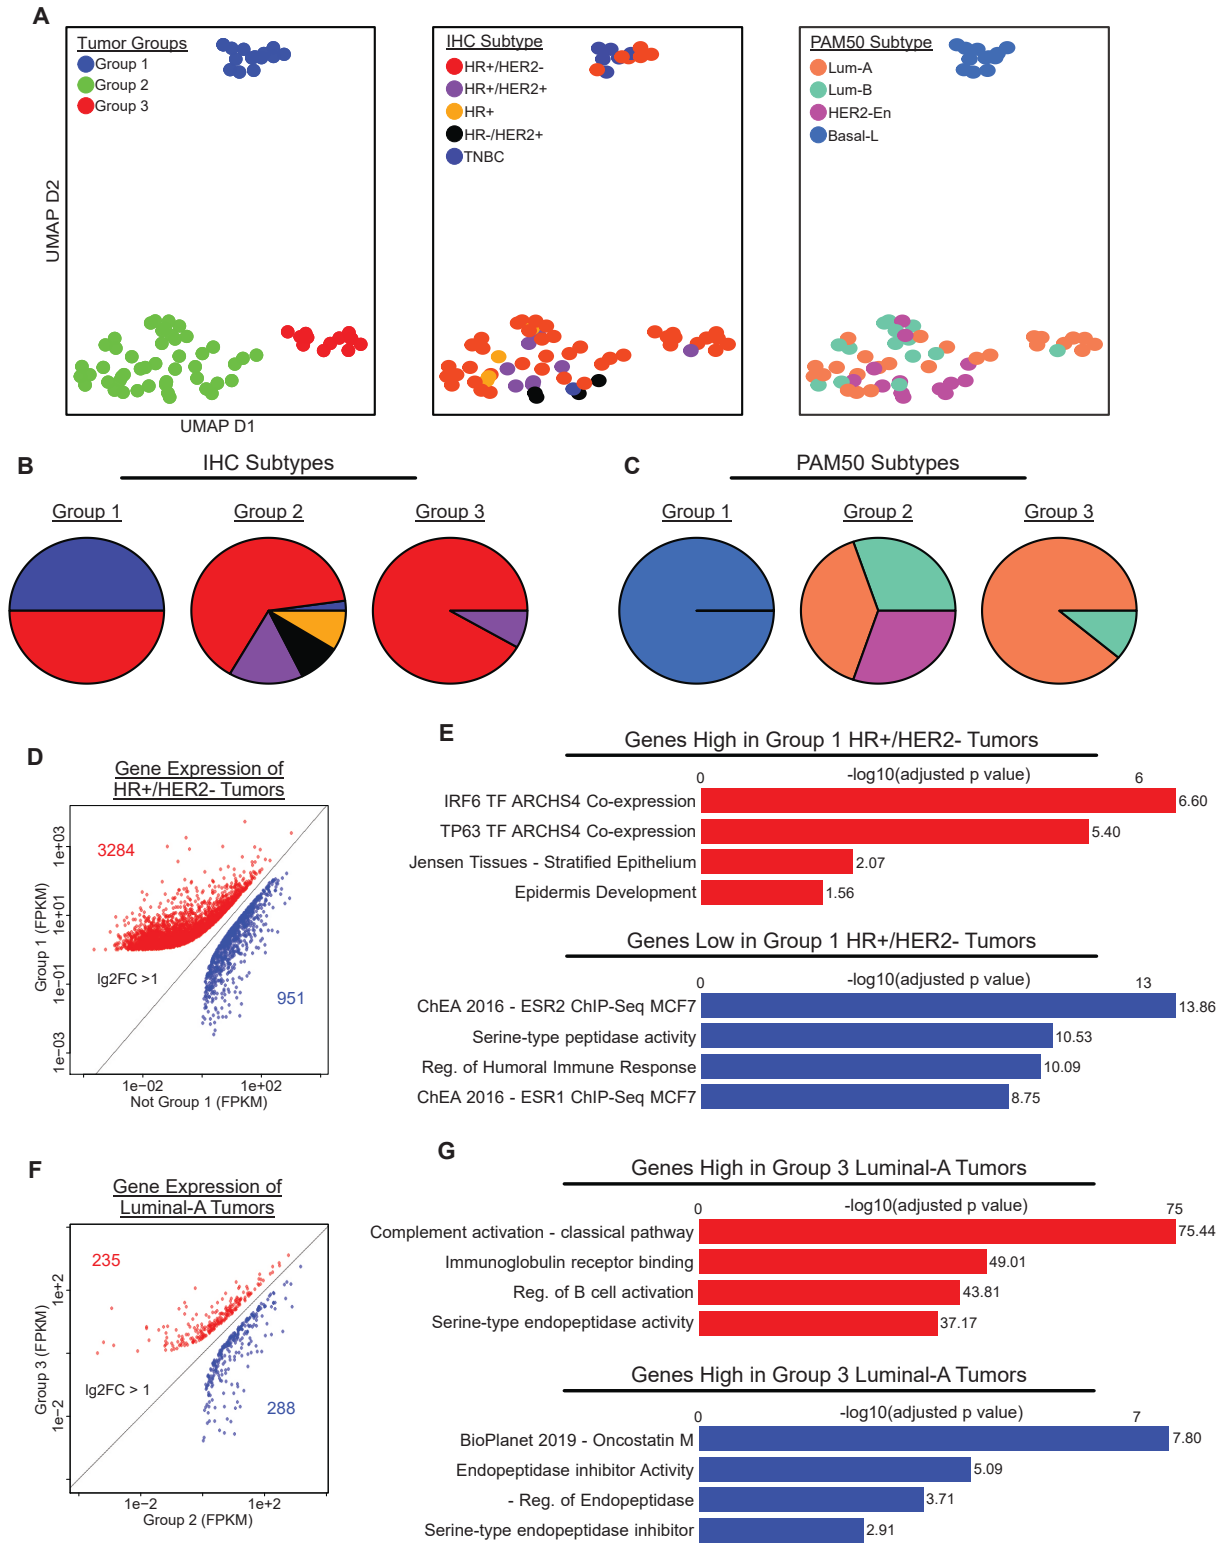 A
Tumor Groups
Group 1
Group 2
Group 3
IHC Subtype
HR+/HER2-
HR+/HER2+
HR+
HR-/HER2+
TNBC
PAM50 Subtype
Lum-A
Lum-B
HER2-En
Basal-L
UMAP D2
UMAP D1
B
IHC Subtypes
Group 1
Group 2
Group 3
C
PAM50 Subtypes
Group 1
Group 2
Group 3
D
Gene Expression of
HR+/HER2- Tumors
3284
lg2FC >1
951
1e+03
1e+01
1e−01
1e−03
Group 1 (FPKM)
1e−02
1e+02
Not Group 1 (FPKM)
E
Genes High in Group 1 HR+/HER2- Tumors
0
-log10(adjusted p value)
6
IRF6 TF ARCHS4 Co-expression
6.60
TP63 TF ARCHS4 Co-expression
5.40
Jensen Tissues - Stratified Epithelium
2.07
Epidermis Development
1.56
Genes Low in Group 1 HR+/HER2- Tumors
0
-log10(adjusted p value)
13
ChEA 2016 - ESR2 ChIP-Seq MCF7
13.86
Serine-type peptidase activity
10.53
Reg. of Humoral Immune Response
10.09
ChEA 2016 - ESR1 ChIP-Seq MCF7
8.75
F
Gene Expression of
Luminal-A Tumors
235
lg2FC > 1
288
1e+2
1e−2
Group 3 (FPKM)
1e−2
1e+2
Group 2 (FPKM)
G
Genes High in Group 3 Luminal-A Tumors
0
-log10(adjusted p value)
75
Complement activation - classical pathway
75.44
Immunoglobulin receptor binding
49.01
Reg. of B cell activation
43.81
Serine-type endopeptidase activity
37.17
Genes High in Group 3 Luminal-A Tumors
0
-log10(adjusted p value)
7
BioPlanet 2019 - Oncostatin M
7.80
Endopeptidase inhibitor Activity
5.09
- Reg. of Endopeptidase
3.71
Serine-type endopeptidase inhibitor
2.91